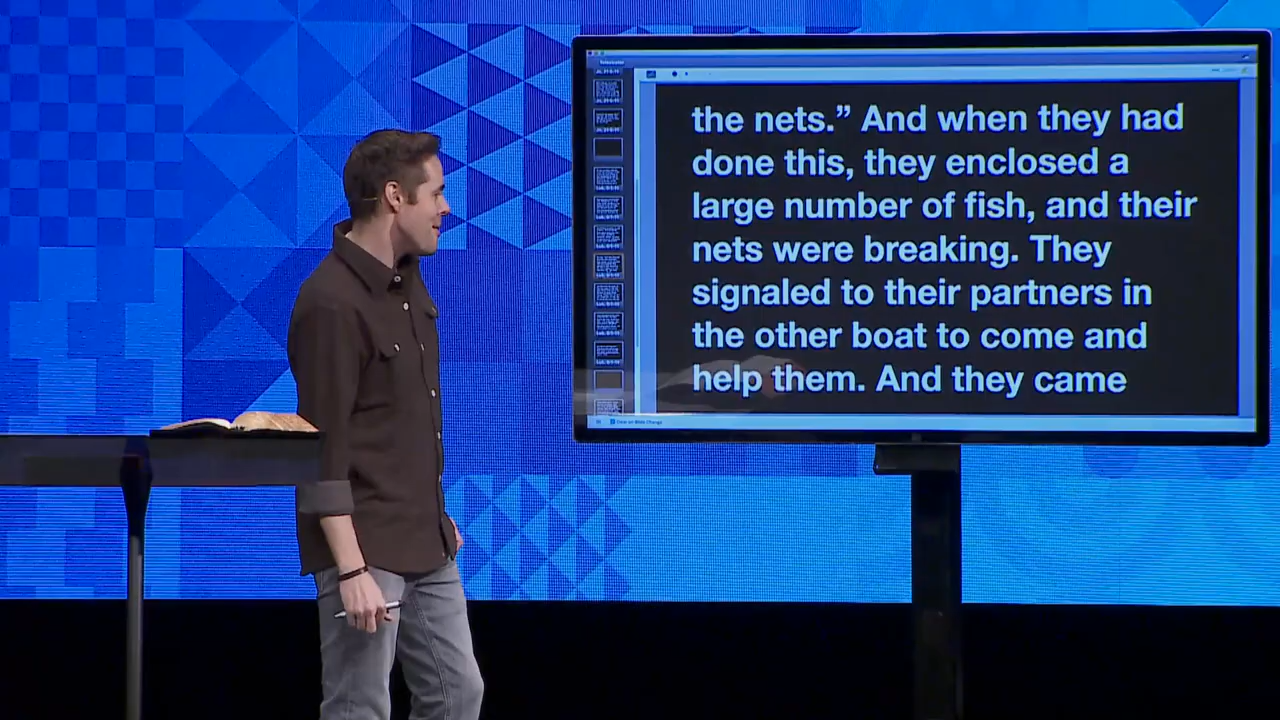 the nets.” And when they had
done this, they enclosed a
large number of fish, and their
nets were breaking. They
signaled to their partners in
the other boat to come and
help them. And they came